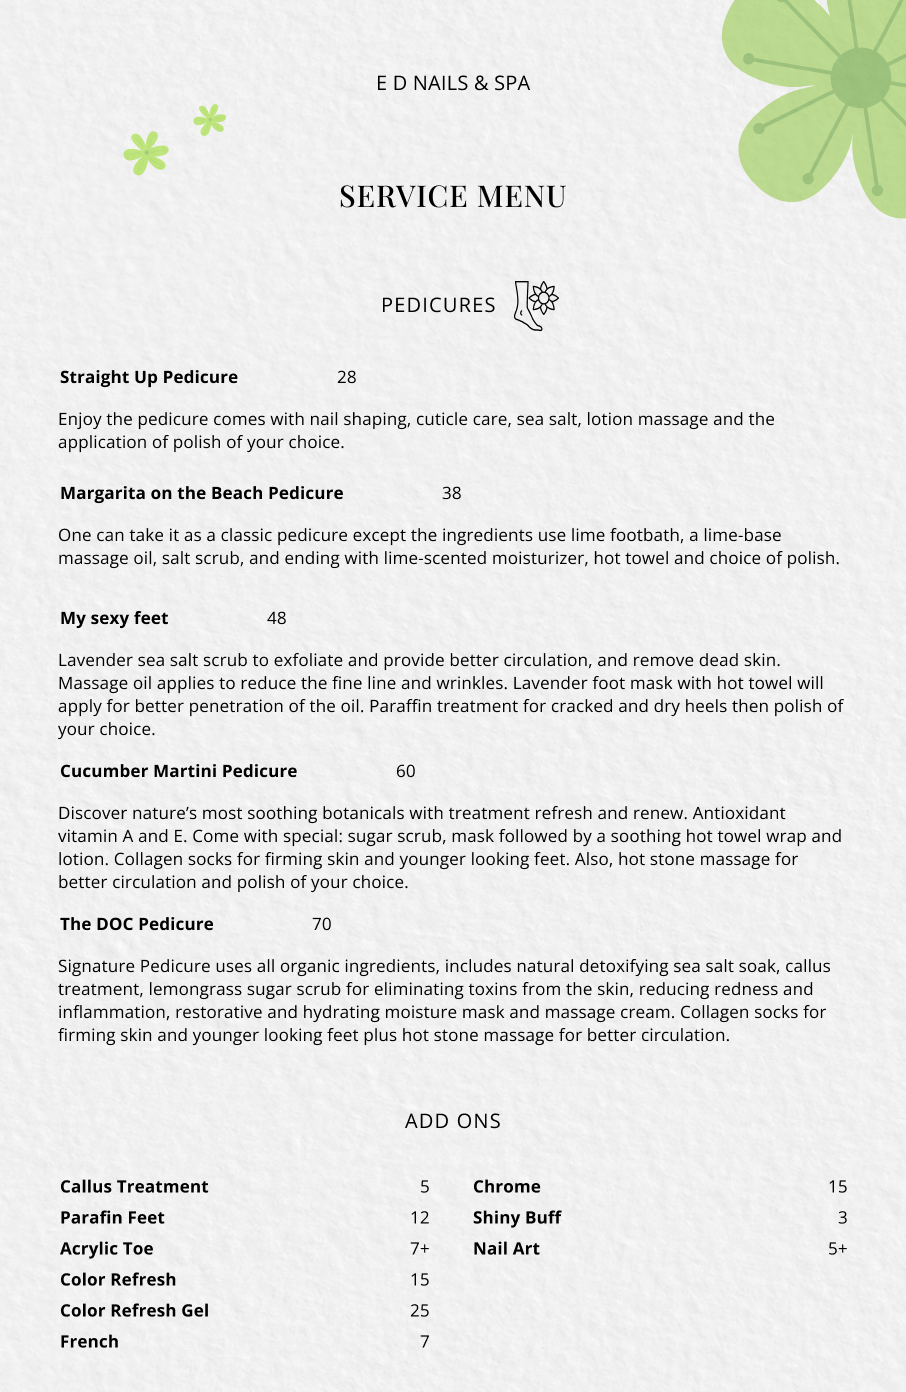 E D NAILS & SPA
SERVICE MENU
PEDICURES
Straight Up Pedicure 28
Enjoy the pedicure comes with nail shaping, cuticle care, sea salt, lotion massage and the
application of polish of your choice.
Margarita on the Beach Pedicure 38
One can take it as a classic pedicure except the ingredients use lime footbath, a lime-base
massage oil, salt scrub, and ending with lime-scented moisturizer, hot towel and choice of polish.
My sexy feet 48
Lavender sea salt scrub to exfoliate and provide better circulation, and remove dead skin.
Massage oil applies to reduce the fine line and wrinkles. Lavender foot mask with hot towel will
apply for better penetration of the oil. Paraffin treatment for cracked and dry heels then polish of
your choice.
Cucumber Martini Pedicure 60
Discover nature’s most soothing botanicals with treatment refresh and renew. Antioxidant
vitamin A and E. Come with special: sugar scrub, mask followed by a soothing hot towel wrap and
lotion. Collagen socks for firming skin and younger looking feet. Also, hot stone massage for
better circulation and polish of your choice.
The DOC Pedicure 70
Signature Pedicure uses all organic ingredients, includes natural detoxifying sea salt soak, callus
treatment, lemongrass sugar scrub for eliminating toxins from the skin, reducing redness and
inflammation, restorative and hydrating moisture mask and massage cream. Collagen socks for
firming skin and younger looking feet plus hot stone massage for better circulation.
ADD ONS
Callus Treatment 5
Parafin Feet 12
Acrylic Toe 7+
Color Refresh 15
Color Refresh Gel 25
French 7
Chrome 15
Shiny Buff 3
Nail Art 5+